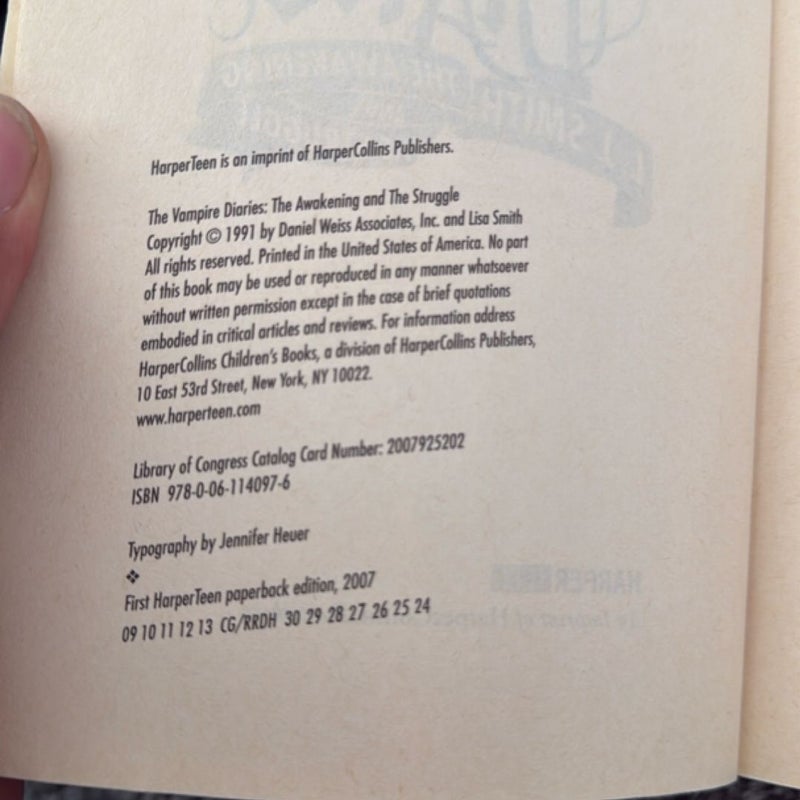 HarperTeen is an imprint of HarperCollins Publishers.
The Vampire Diaries: The Awakening and The Struggle
Copyright © 1991 by Daniel Weiss Associates, Inc. and Lisa Smith
All rights reserved. Printed in the United States of America. No part
of this book may be used or reproduced in any manner whatsoever
without written permission except in the case of brief quotations
embodied in critical articles and reviews. For information address
HarperCollins Children's Books, a division of HarperCollins Publishers,
10 East 53rd Street, New York, NY 10022.
www.harperteen.com
Library of Congress Catalog Card Number: 2007925202
ISBN 978-0-06-114097-6
Typography by Jennifer Heuer
❖
First HarperTeen paperback edition, 2007
09 10 11 12 13 CG/RRDH 30 29 28 27 26 25 24